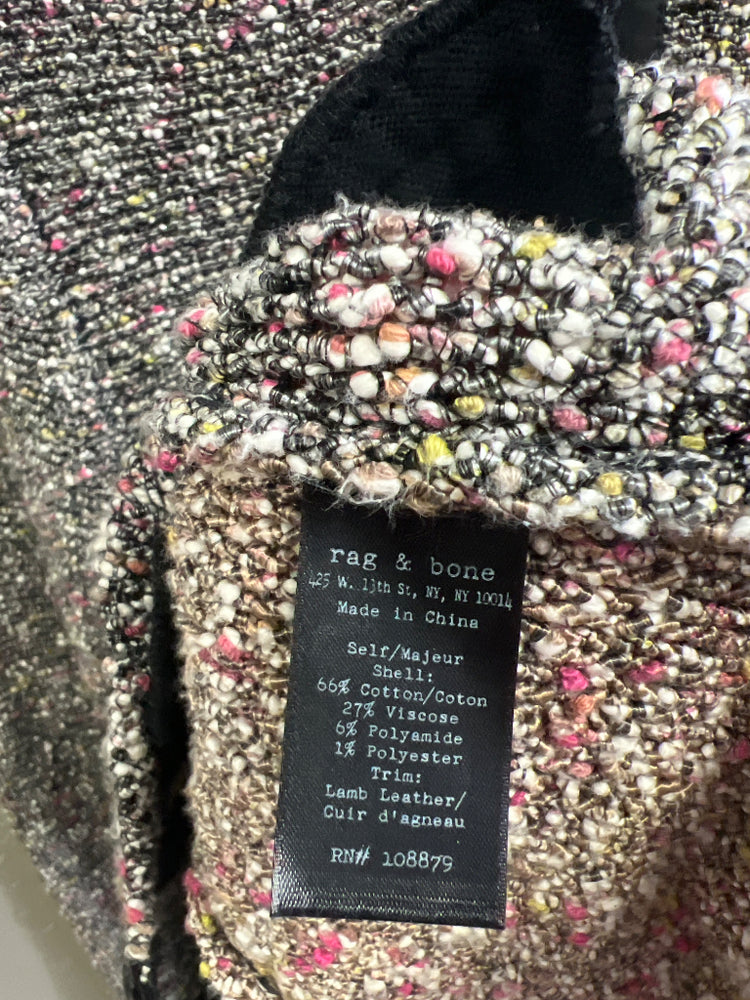 rag & bone
425 W. 13th St, NY, NY 10014
Made in China
Self/Majeur
Shell:
66% Cotton/Coton
27% Viscose
6% Polyamide
1% Polyester
Trim:
Lamb Leather/
Cuir d'agneau
RN# 108879